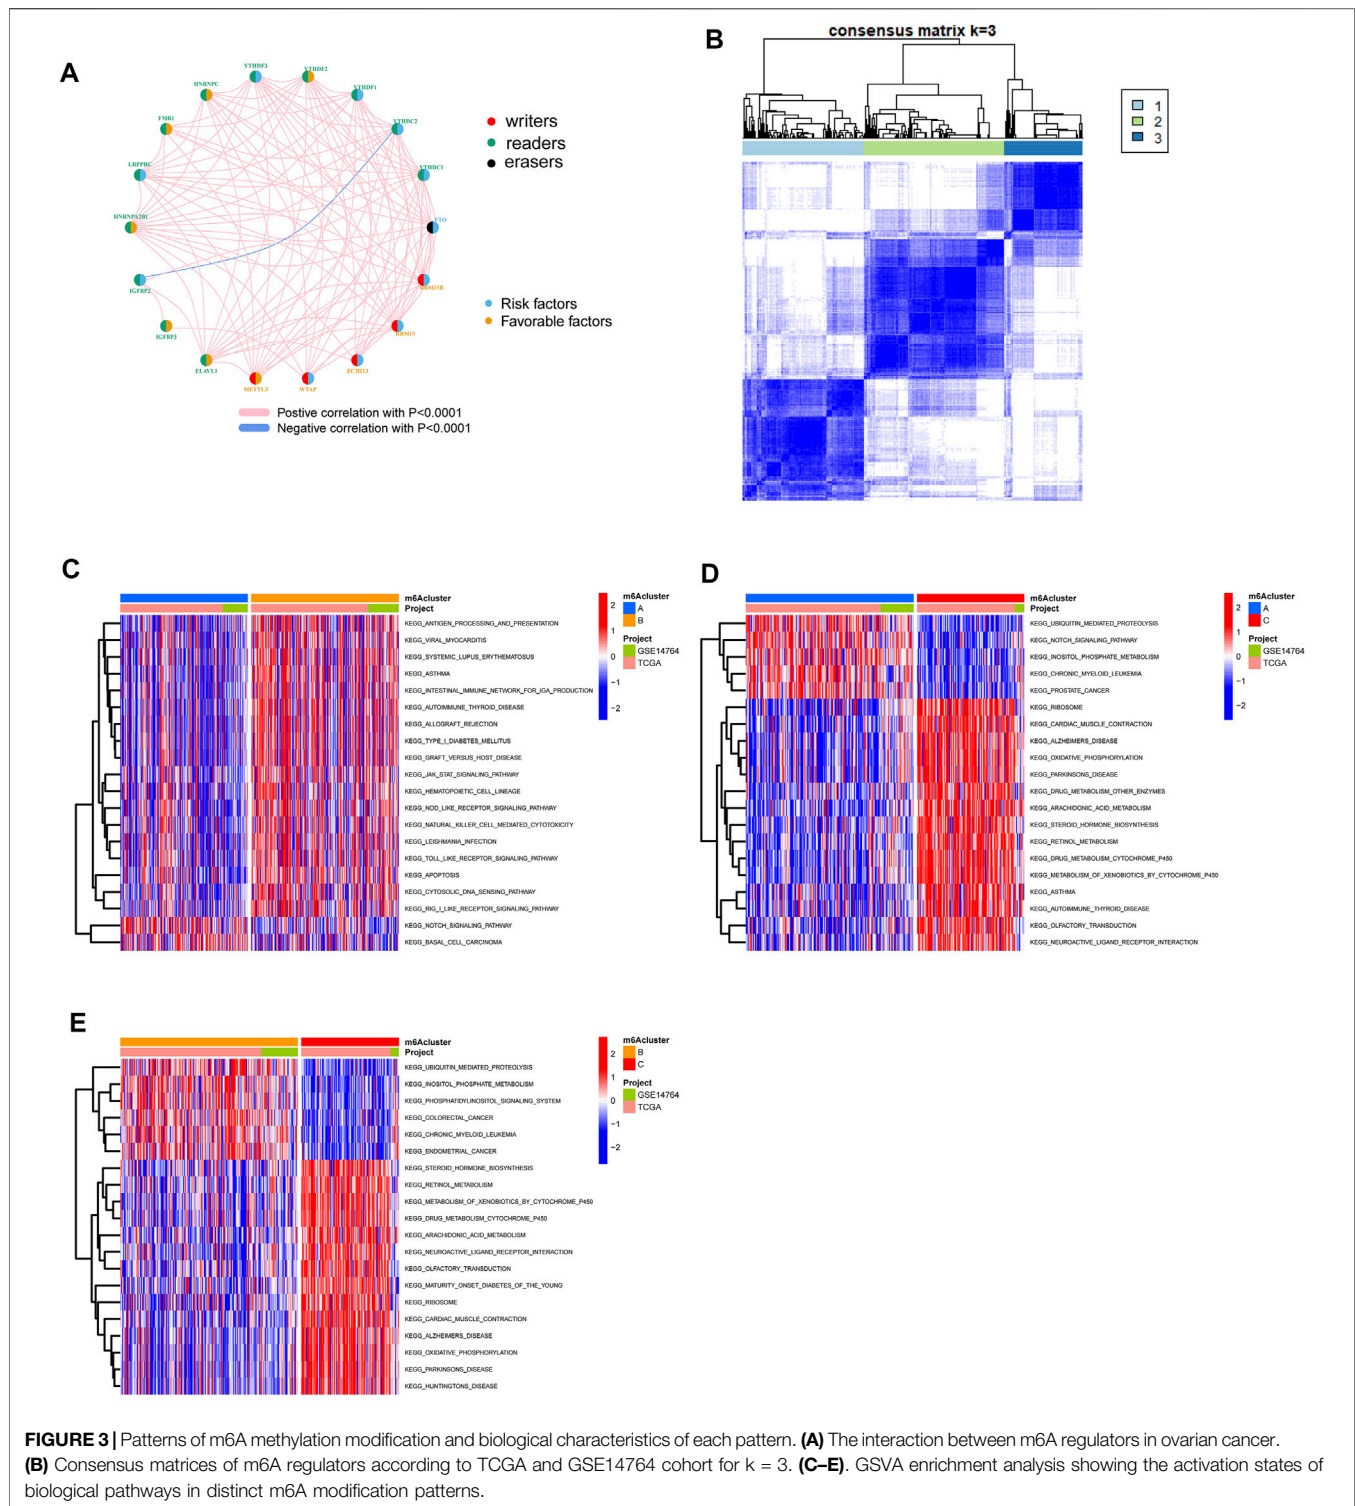 A
YTHDF3
YTHDF2
HNRNPC
YTHDF1
FMR1
YTHDC2
LRPPRC
YTHDC1
HNRNPA2B1
FTO
IGFBP2
RBM15B
IGFBP3
RBM15
ELAVL1
ZC3H13
METTL3
WTAP
writers
readers
erasers
Risk factors
Favorable factors
Postive correlation with P<0.0001
Negative correlation with P<0.0001
B
consensus matrix k=3
1
2
3
C
m6Acluster
Project
KEGG_ANTIGEN_PROCESSING_AND_PRESENTATION
KEGG_VIRAL_MYOCARDITIS
KEGG_SYSTEMIC_LUPUS_ERYTHEMATOSUS
KEGG_ASTHMA
KEGG_INTESTINAL_IMMUNE_NETWORK_FOR_IGA_PRODUCTION
KEGG_AUTOIMMUNE_THYROID_DISEASE
KEGG_ALLOGRAFT_REJECTION
KEGG_TYPE_I_DIABETES_MELLITUS
KEGG_GRAFT_VERSUS_HOST_DISEASE
KEGG_JAK_STAT_SIGNALING_PATHWAY
KEGG_HEMATOPOIETIC_CELL_LINEAGE
KEGG_NOD_LIKE_RECEPTOR_SIGNALING_PATHWAY
KEGG_NATURAL_KILLER_CELL_MEDIATED_CYTOTOXICITY
KEGG_LEISHMANIA_INFECTION
KEGG_TOLL_LIKE_RECEPTOR_SIGNALING_PATHWAY
KEGG_APOPTOSIS
KEGG_CYTOSOLIC_DNA_SENSING_PATHWAY
KEGG_RIG_I_LIKE_RECEPTOR_SIGNALING_PATHWAY
KEGG_NOTCH_SIGNALING_PATHWAY
KEGG_BASAL_CELL_CARCINOMA
2
1
0
−1
−2
m6Acluster
A
B
Project
GSE14764
TCGA
D
m6Acluster
Project
KEGG_UBIQUITIN_MEDIATED_PROTEOLYSIS
KEGG_NOTCH_SIGNALING_PATHWAY
KEGG_INOSITOL_PHOSPHATE_METABOLISM
KEGG_CHRONIC_MYELOID_LEUKEMIA
KEGG_PROSTATE_CANCER
KEGG_RIBOSOME
KEGG_CARDIAC_MUSCLE_CONTRACTION
KEGG_ALZHEIMERS_DISEASE
KEGG_OXIDATIVE_PHOSPHORYLATION
KEGG_PARKINSONS_DISEASE
KEGG_DRUG_METABOLISM_OTHER_ENZYMES
KEGG_ARACHIDONIC_ACID_METABOLISM
KEGG_STEROID_HORMONE_BIOSYNTHESIS
KEGG_RETINOL_METABOLISM
KEGG_DRUG_METABOLISM_CYTOCHROME_P450
KEGG_METABOLISM_OF_XENOBIOTICS_BY_CYTOCHROME_P450
KEGG_ASTHMA
KEGG_AUTOIMMUNE_THYROID_DISEASE
KEGG_OLFACTORY_TRANSDUCTION
KEGG_NEUROACTIVE_LIGAND_RECEPTOR_INTERACTION
2
1
0
−1
−2
m6Acluster
A
C
Project
GSE14764
TCGA
E
m6Acluster
Project
KEGG_UBIQUITIN_MEDIATED_PROTEOLYSIS
KEGG_INOSITOL_PHOSPHATE_METABOLISM
KEGG_PHOSPHATIDYLINOSITOL_SIGNALING_SYSTEM
KEGG_COLORECTAL_CANCER
KEGG_CHRONIC_MYELOID_LEUKEMIA
KEGG_ENDOMETRIAL_CANCER
KEGG_STEROID_HORMONE_BIOSYNTHESIS
KEGG_RETINOL_METABOLISM
KEGG_METABOLISM_OF_XENOBIOTICS_BY_CYTOCHROME_P450
KEGG_DRUG_METABOLISM_CYTOCHROME_P450
KEGG_ARACHIDONIC_ACID_METABOLISM
KEGG_NEUROACTIVE_LIGAND_RECEPTOR_INTERACTION
KEGG_OLFACTORY_TRANSDUCTION
KEGG_MATURITY_ONSET_DIABETES_OF_THE_YOUNG
KEGG_RIBOSOME
KEGG_CARDIAC_MUSCLE_CONTRACTION
KEGG_ALZHEIMERS_DISEASE
KEGG_OXIDATIVE_PHOSPHORYLATION
KEGG_PARKINSONS_DISEASE
KEGG_HUNTINGTONS_DISEASE
2
1
0
−1
−2
m6Acluster
B
C
Project
GSE14764
TCGA
FIGURE 3 | Patterns of m6A methylation modification and biological characteristics of each pattern. (A) The interaction between m6A regulators in ovarian cancer.
(B) Consensus matrices of m6A regulators according to TCGA and GSE14764 cohort for k = 3. (C–E). GSVA enrichment analysis showing the activation states of
biological pathways in distinct m6A modification patterns.